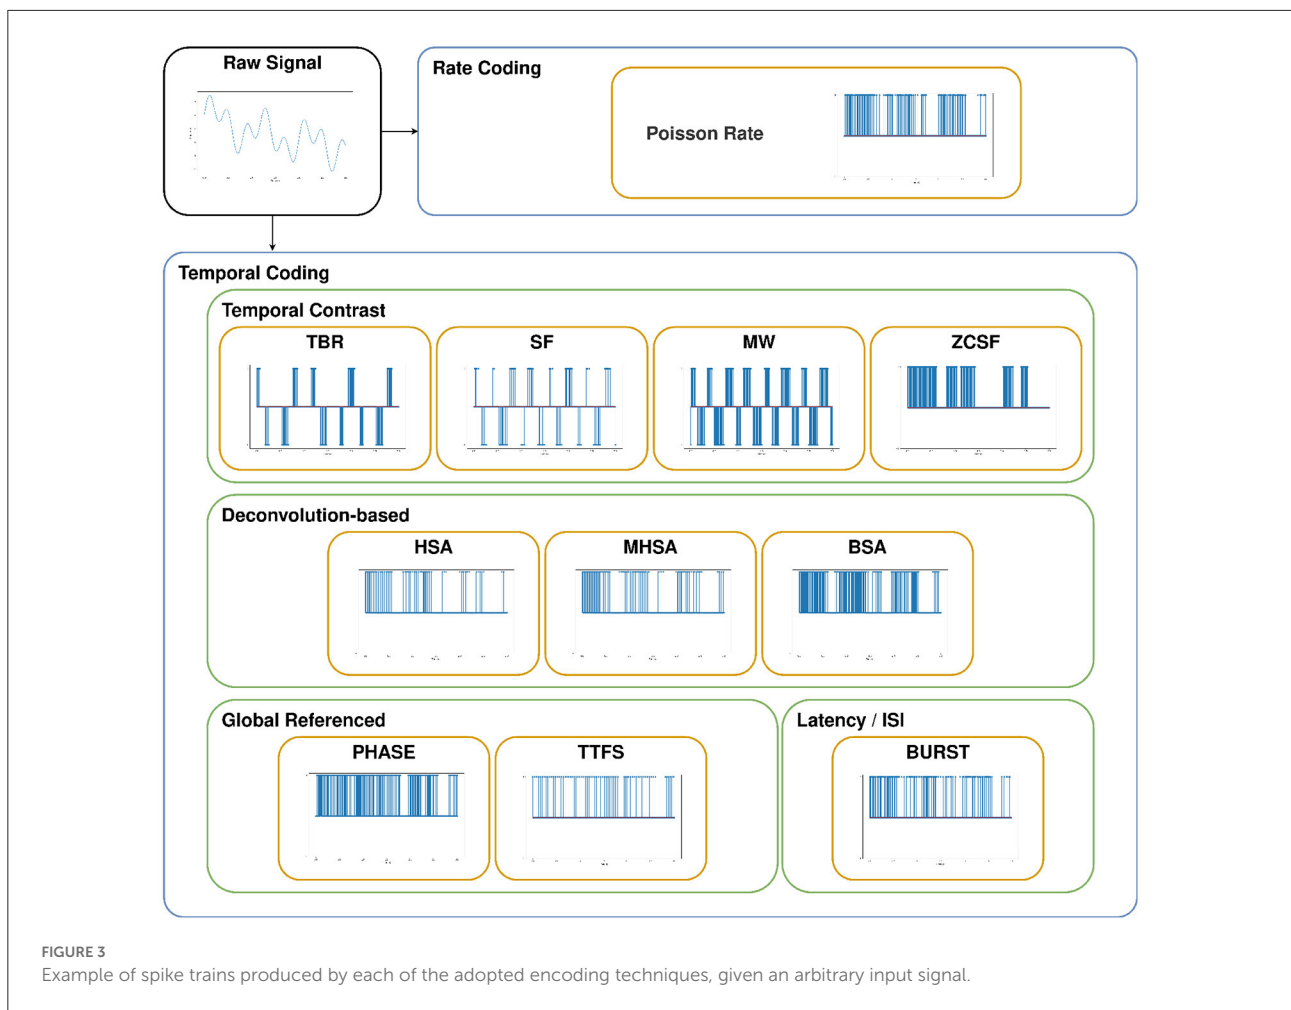 Raw Signal
Rate Coding
Poisson Rate
Temporal Coding
Temporal Contrast
TBR
SF
MW
ZCSF
Deconvolution-based
HSA
MHSA
BSA
Global Referenced
PHASE
TTFS
Latency / ISI
BURST
FIGURE 3
Example of spike trains produced by each of the adopted encoding techniques, given an arbitrary input signal.